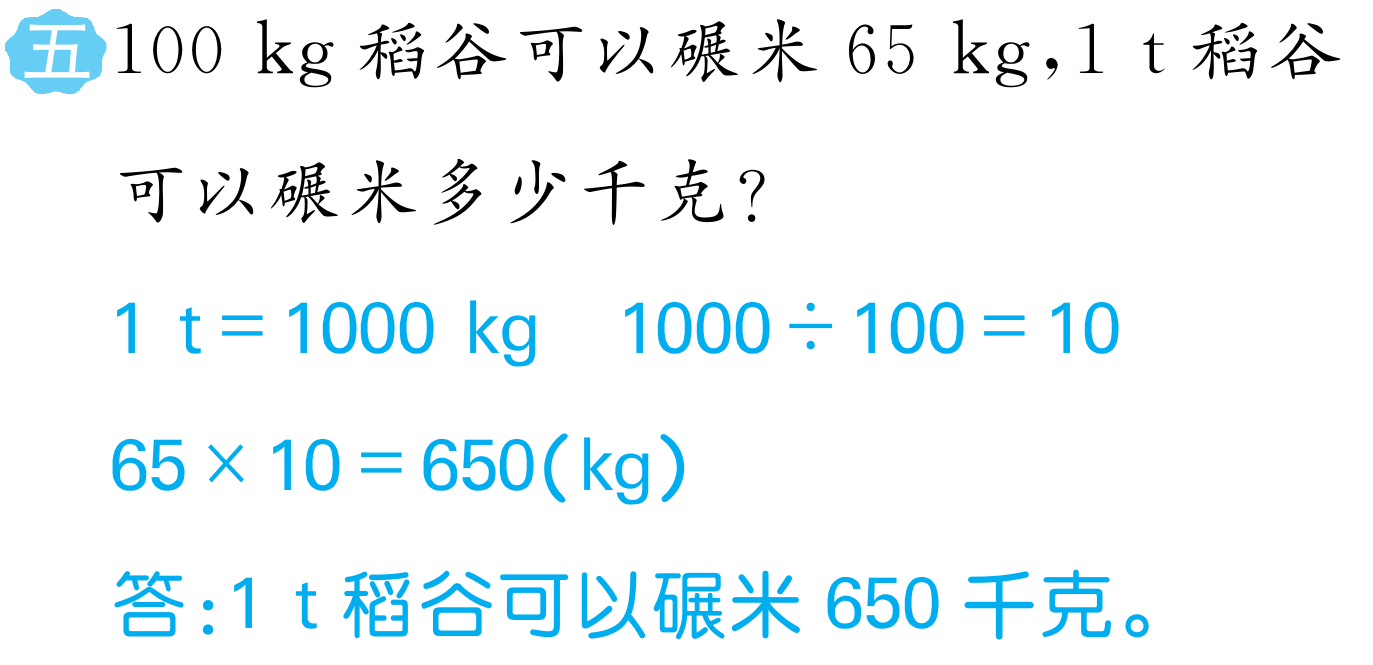 五 100 kg 稻谷可以碾米 65 kg,1 t 稻谷
可以碾米多少千克?
1 t=1000 kg 1000÷100=10
65×10=650(kg)
答:1 t 稻谷可以碾米 650 千克。